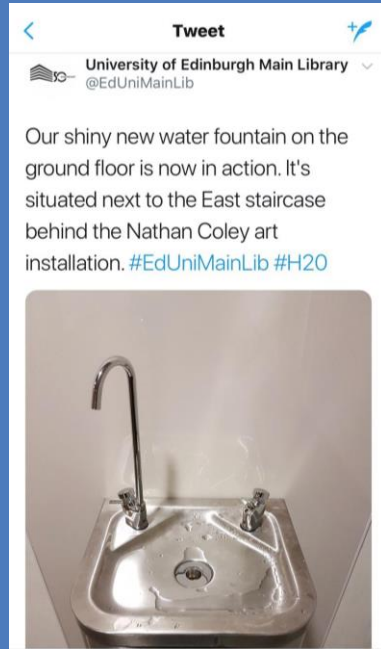 Tweet
University of Edinburgh Main Library
@EdUniMainLib
Our shiny new water fountain on the
ground floor is now in action. It's
situated next to the East staircase
behind the Nathan Coley art
installation. #EdUniMainLib #H20